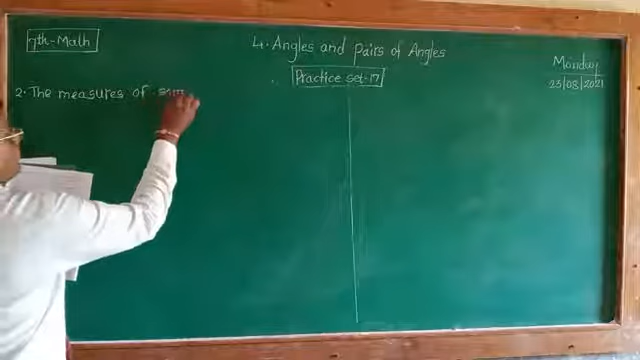 7th-Math
4. Angles and Pairs of Angles
Practice set-17
Monday
23/08/2021
2. The measures of some